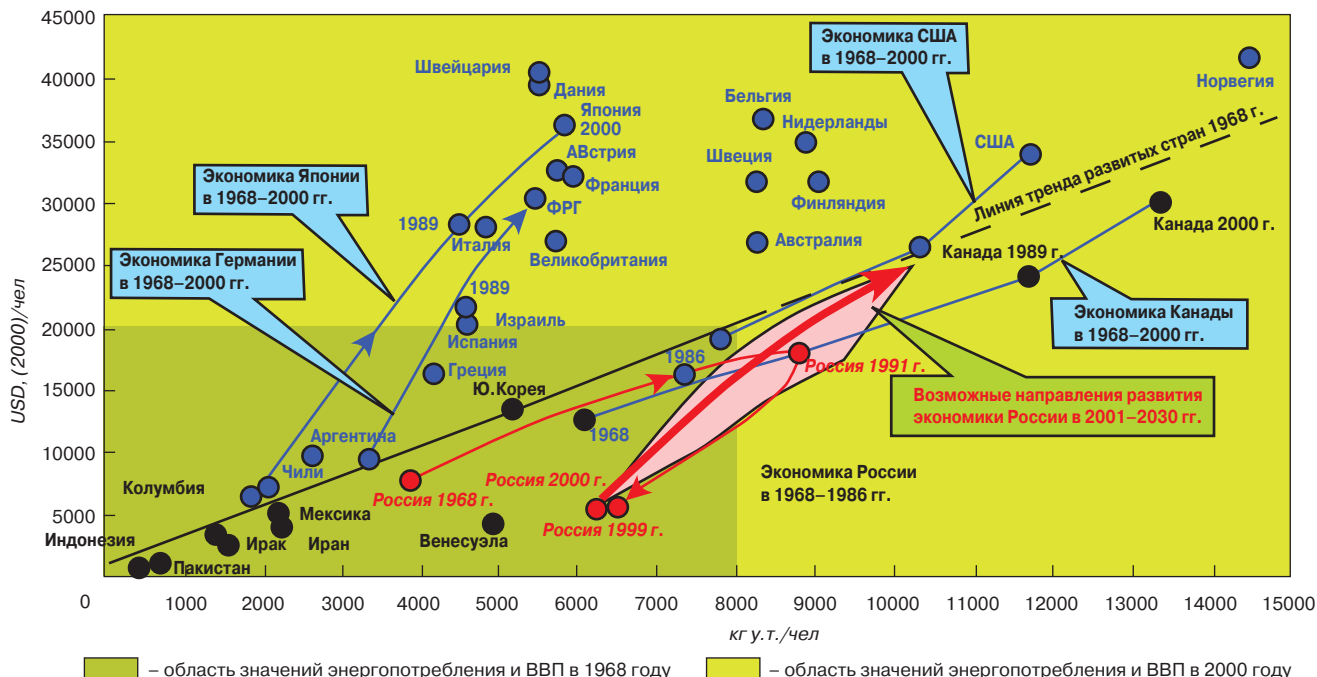 45000
40000
35000
30000
25000
20000
15000
10000
5000
0
USD, (2000)/чел
Экономика США
в 1968–2000 гг.
Норвегия
Швейцария
Дания
Япония
2000
Бельгия
Нидерланды
США
Линия тренда развитых стран 1968 г.
АВстрия
Франция
Швеция
Финляндия
Экономика Японии
в 1968–2000 гг.
ФРГ
1989
Италия
Великобритания
Австралия
Канада 2000 г.
Канада 1989 г.
Экономика Германии
в 1968–2000 гг.
1989
Израиль
Испания
Экономика Канады
в 1968–2000 гг.
1986
Россия 1991 г.
Греция
Ю.Корея
Возможные направления развития
экономики России в 2001–2030 гг.
1968
Аргентина
Чили
Колумбия
Россия 1968 г.
Россия 2000 г.
Экономика России
в 1968–1986 гг.
Мексика
Россия 1999 г.
Индонезия
Ирак
Иран
Венесуэла
Пакистан
1000
2000
3000
4000
5000
6000
7000
8000
9000
10000
11000
12000
13000
14000
15000
кг у.т./чел
– область значений энергопотребления и ВВП в 1968 году
– область значений энергопотребления и ВВП в 2000 году